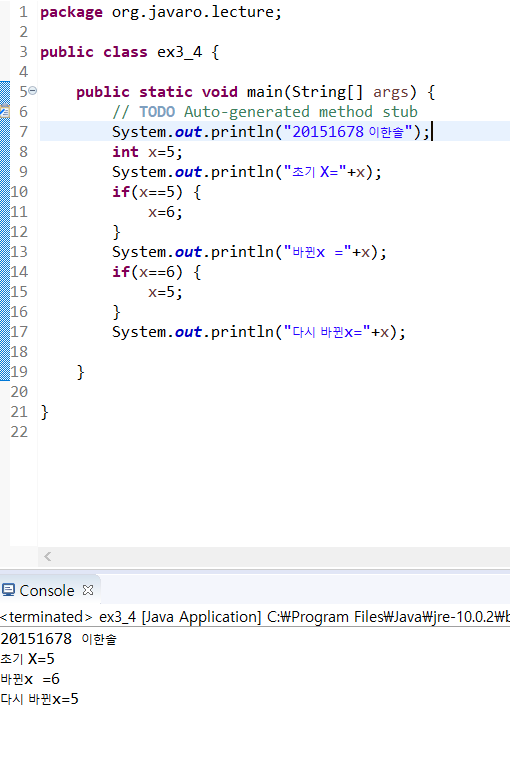 1 package org.javaro.lecture;
2
3 public class ex3_4 {
4
5     public static void main(String[] args) {
6         // TODO Auto-generated method stub
7         System.out.println("20151678 이한솔");
8         int x=5;
9         System.out.println("초기 X="+x);
10         if(x==5) {
11             x=6;
12         }
13         System.out.println("바뀐x ="+x);
14         if(x==6) {
15             x=5;
16         }
17         System.out.println("다시 바뀐x="+x);
18
19     }
20
21 }
22
Console
<terminated> ex3_4 [Java Application] C:₩Program Files₩Java₩jre-10.0.2₩b
20151678 이한솔
초기 X=5
바뀐x =6
다시 바뀐x=5